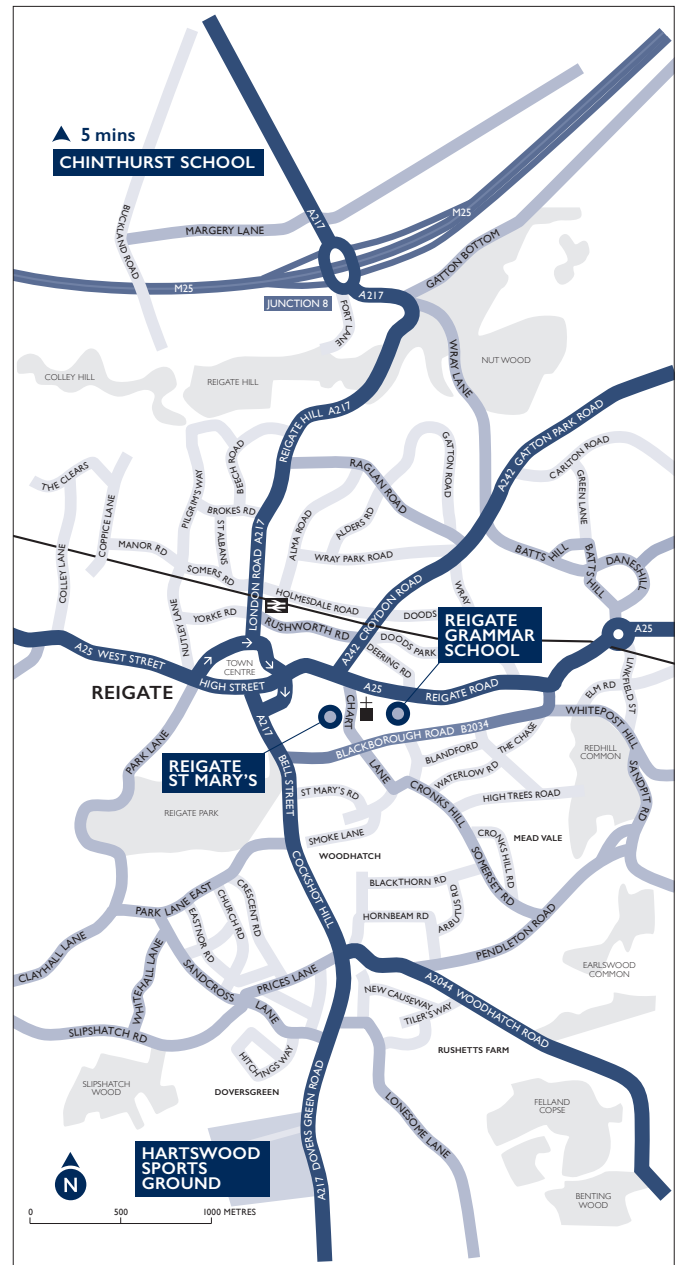 5 mins
CHINTHURST SCHOOL
A217
M25
BUCKLAND ROAD
MARGERY LANE
GATTON BOTTOM
M25
A217
JUNCTION 8
FORT LANE
WRAY LANE
NUT WOOD
COLLEY HILL
REIGATE HILL
REIGATE HILL A217
A242 GATTON PARK ROAD
CARLTON ROAD
GREEN LANE
THE CLEARS
COPPICE LANE
PILGRIM'S WAY
BEECH ROAD
RAGLAN ROAD
GATTON ROAD
BROKES RD
ST ALBANS
LONDON ROAD A217
ALMA ROAD
ALDERS RD
WRAY PARK ROAD
BATTS HILL
BATTS HILL
DANESHILL
MANOR RD
SOMERS RD
COLLEY LANE
HOLMESDALE ROAD
A242 CROYDON ROAD
WRAY
DOODS
NUTLEY LANE
YORKE RD
RUSHWORTH RD
DOODS PARK
DEERING RD
REIGATE
GRAMMAR
SCHOOL
A25
A25 WEST STREET
TOWN
CENTRE
HIGH STREET
REIGATE
A25
REIGATE ROAD
ELM RD
LINKFIELD ST
WHITEPOST HILL
A217
CHART
LANE
BLACKBOROUGH ROAD B2034
REDHILL
COMMON
PARK LANE
REIGATE
ST MARY'S
BELL STREET
BLANDFORD
THE CHASE
WATERLOW RD
SANDPIT RD
REIGATE PARK
ST MARY'S RD
CRONKS HILL
HIGH TREES ROAD
SMOKE LANE
WOODHATCH
CRONKS HILL RD
MEAD VALE
SOMERSET RD
COCKSHOT HILL
BLACKTHORN RD
ARBUTUS RD
HORNBEAM RD
PARK LANE EAST
CRESCENT RD
CHURCH RD
EASTNOR RD
PENDLETON ROAD
CLAYHALL LANE
WHITEHALL LANE
SANDCROSS
LANE
PRICES LANE
EARLSWOOD
COMMON
A2044 WOODHATCH ROAD
NEW CAUSEWAY
TILER'S WAY
SLIPSHATCH RD
HITCHINGS WAY
RUSHETTS FARM
SLIPSHATCH
WOOD
DOVERSGREEN
LONESOME LANE
FELLAND
COPSE
A217 DOVERS GREEN ROAD
HARTSWOOD
SPORTS
GROUND
N
BENTING
WOOD
0 500 1000 METRES